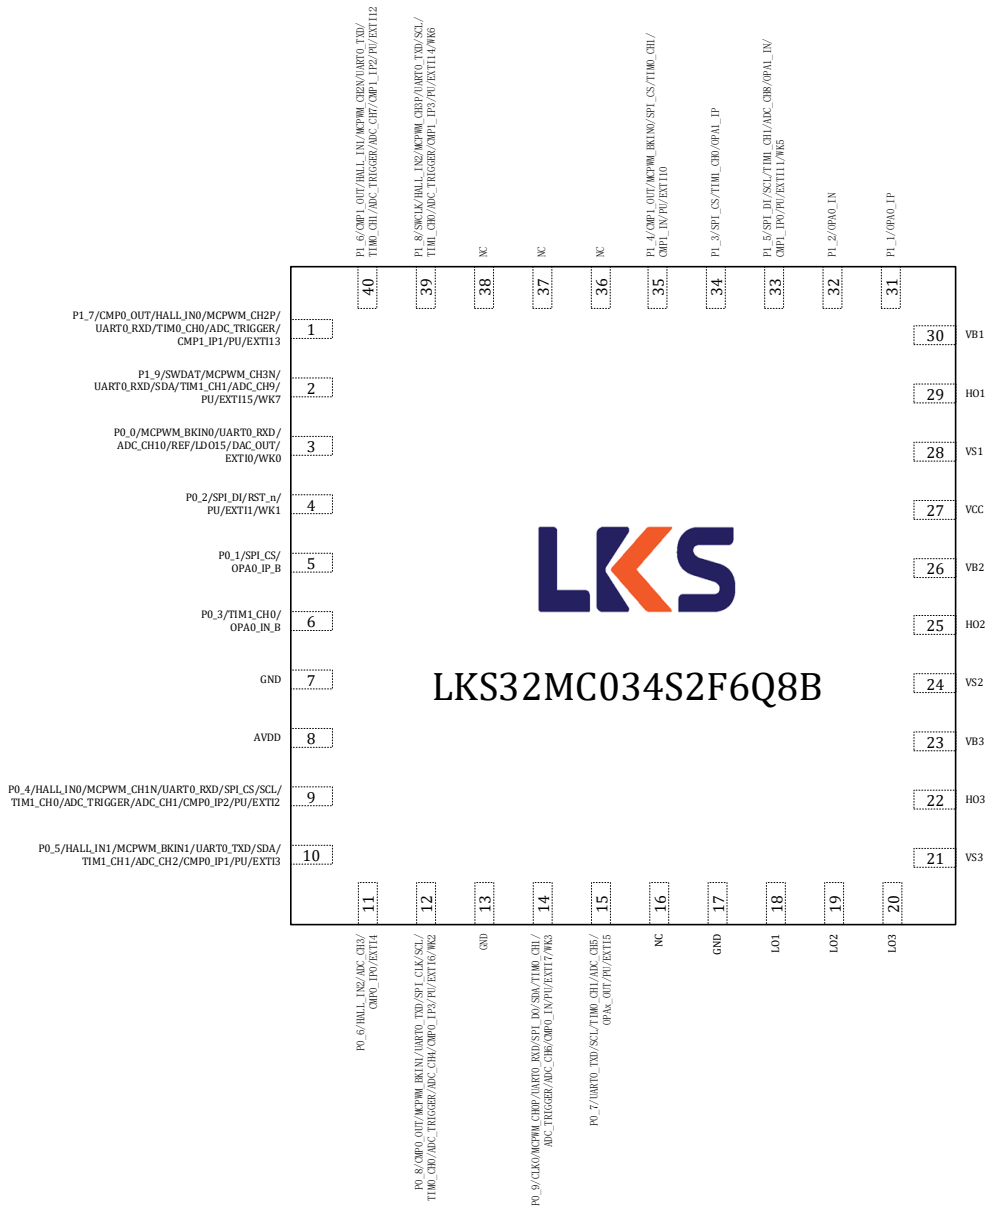 P1_6/CMP1_OUT/HALL_IN1/MCPWM_CH2N/UART0_TXD/
TIM0_CH1/ADC_TRIGGER/ADC_CH7/CMP1_IP2/PU/EXTI12
P1_8/SWCLK/HALL_IN2/MCPWM_CH3P/UART0_TXD/SCL/
TIM1_CH0/ADC_TRIGGER/CMP1_IP3/PU/EXTI14/WK6
NC
NC
NC
P1_4/CMP1_OUT/MCPWM_BKIN0/SPI_CS/TIM0_CH1/
CMP1_IN/PU/EXTI10
P1_3/SPI_CS/TIM1_CH0/OPA1_IP
P1_5/SPI_DI/SCL/TIM1_CH1/ADC_CH8/OPA1_IN/
CMP1_IP0/PU/EXTI11/WK5
P1_2/OPA0_IN
P1_1/OPA0_IP
40
39
38
37
36
35
34
33
32
31
P1_7/CMP0_OUT/HALL_IN0/MCPWM_CH2P/
UART0_RXD/TIM0_CH0/ADC_TRIGGER/
CMP1_IP1/PU/EXTI13
1
P1_9/SWDAT/MCPWM_CH3N/
UART0_RXD/SDA/TIM1_CH1/ADC_CH9/
PU/EXTI15/WK7
2
P0_0/MCPWM_BKIN0/UART0_RXD/
ADC_CH10/REF/LDO15/DAC_OUT/
EXTI0/WK0
3
P0_2/SPI_DI/RST_n/
PU/EXTI1/WK1
4
P0_1/SPI_CS/
OPA0_IP_B
5
P0_3/TIM1_CH0/
OPA0_IN_B
6
GND
7
AVDD
8
P0_4/HALL_IN0/MCPWM_CH1N/UART0_RXD/SPI_CS/SCL/
TIM1_CH0/ADC_TRIGGER/ADC_CH1/CMP0_IP2/PU/EXTI2
9
P0_5/HALL_IN1/MCPWM_BKIN1/UART0_TXD/SDA/
TIM1_CH1/ADC_CH2/CMP0_IP1/PU/EXTI3
10
LKS
LKS32MC034S2F6Q8B
30
VB1
29
HO1
28
VS1
27
VCC
26
VB2
25
HO2
24
VS2
23
VB3
22
HO3
21
VS3
11
12
13
14
15
16
17
18
19
20
P0_6/HALL_IN2/ADC_CH3/
CMP0_IP0/EXTI4
P0_8/CMP0_OUT/MCPWM_BKIN1/UART0_TXD/SPI_CLK/SCL/
TIM0_CH0/ADC_TRIGGER/ADC_CH4/CMP0_IP3/PU/EXTI6/WK2
GND
P0_9/CLKO/MCPWM_CH0P/UART0_RXD/SPI_DO/SDA/TIM0_CH1/
ADC_TRIGGER/ADC_CH6/CMP0_IN/PU/EXTI7/WK3
P0_7/UART0_TXD/SCL/TIM0_CH1/ADC_CH5/
OPAx_OUT/PU/EXTI5
NC
GND
LO1
LO2
LO3